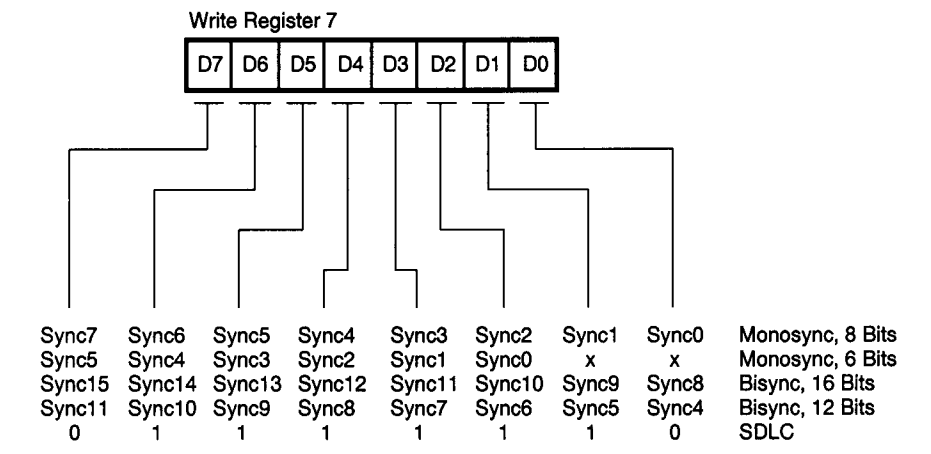 Write Register 7
D7 D6 D5 D4 D3 D2 D1 D0
Sync7 Sync6 Sync5 Sync4 Sync3 Sync2 Sync1 Sync0 Monosync, 8 Bits
Sync5 Sync4 Sync3 Sync2 Sync1 Sync0 x x Monosync, 6 Bits
Sync15 Sync14 Sync13 Sync12 Sync11 Sync10 Sync9 Sync8 Bisync, 16 Bits
Sync11 Sync10 Sync9 Sync8 Sync7 Sync6 Sync5 Sync4 Bisync, 12 Bits
0 1 1 1 1 1 1 0 SDLC